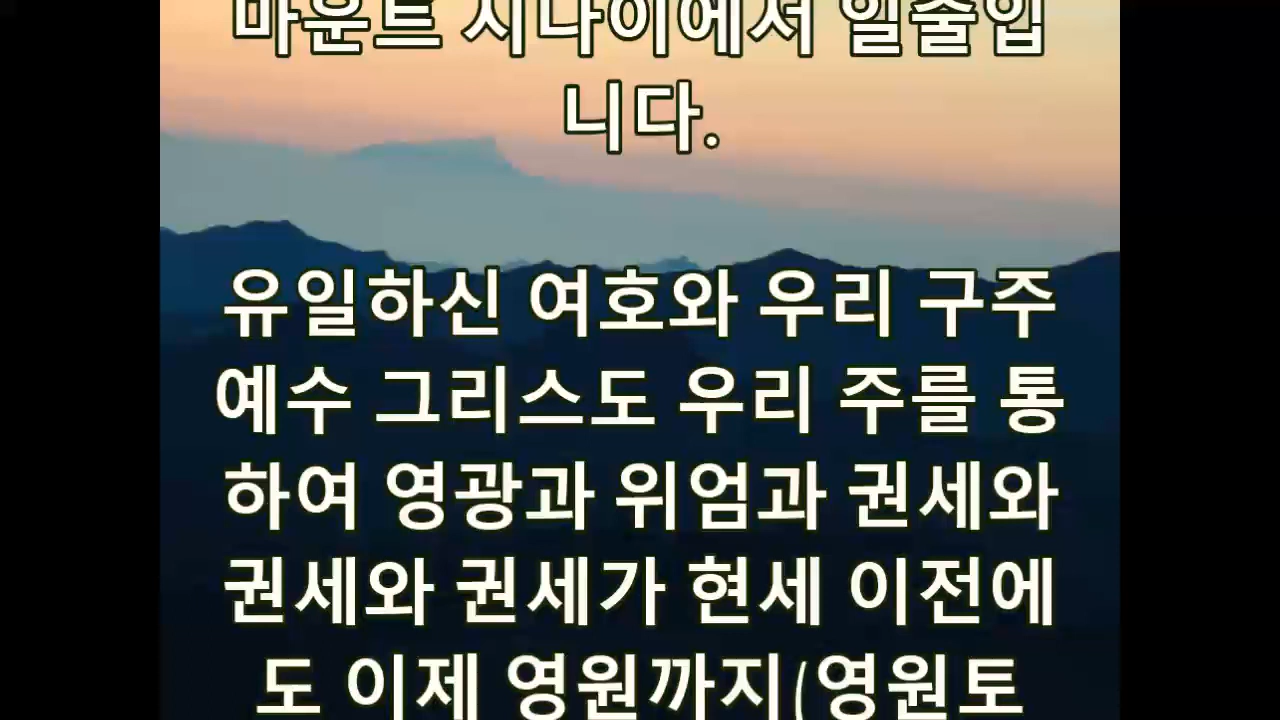 마운트 시나이에서 일출입
니다.
유일하신 여호와 우리 구주
예수 그리스도 우리 주를 통
하여 영광과 위엄과 권세와
권세와 권세가 현세 이전에
도 이제 영원까지(영원토